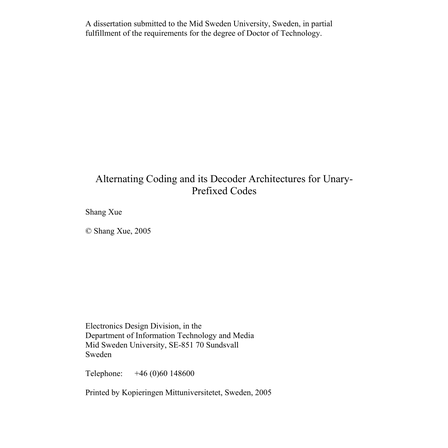 A dissertation submitted to the Mid Sweden University, Sweden, in partial
fulfillment of the requirements for the degree of Doctor of Technology.
Alternating Coding and its Decoder Architectures for Unary-
Prefixed Codes
Shang Xue
© Shang Xue, 2005
Electronics Design Division, in the
Department of Information Technology and Media
Mid Sweden University, SE-851 70 Sundsvall
Sweden
Telephone: +46 (0)60 148600
Printed by Kopieringen Mittuniversitetet, Sweden, 2005